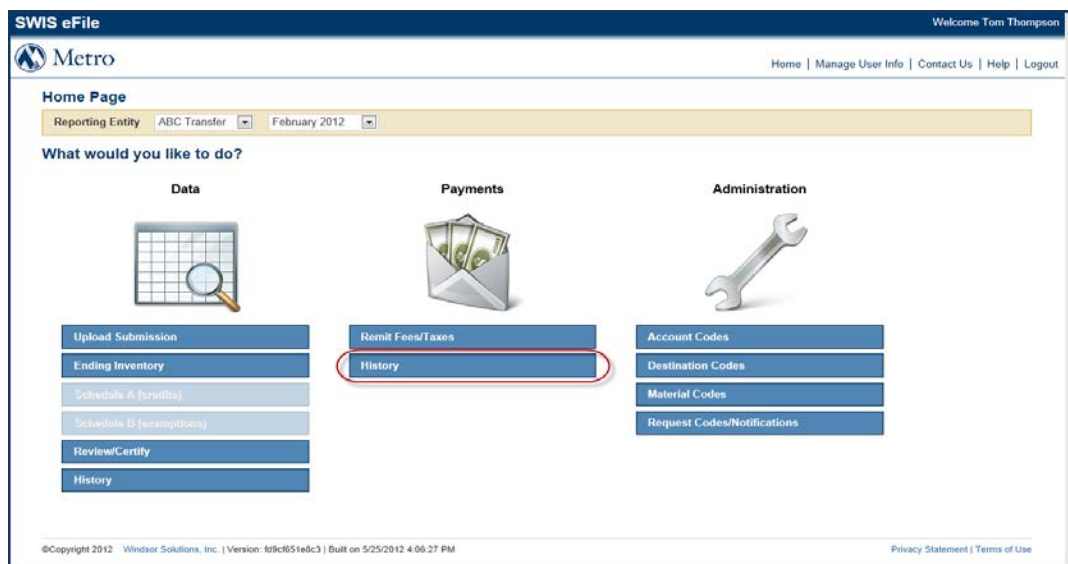 SWIS eFile Welcome Tom Thompson
Metro
Home | Manage User Info | Contact Us | Help | Logout
Home Page
Reporting Entity ABC Transfer February 2012
What would you like to do?
Data Payments Administration
Upload Submission Remit Fees/Taxes Account Codes
Ending Inventory History Destination Codes
Schedule A (credits) Material Codes
Schedule B (exemptions) Request Codes/Notifications
Review/Certify
History
©Copyright 2012 Windsor Solutions, Inc. | Version: fd9cf651e8c3 | Built on 5/25/2012 4:06:27 PM Privacy Statement | Terms of Use